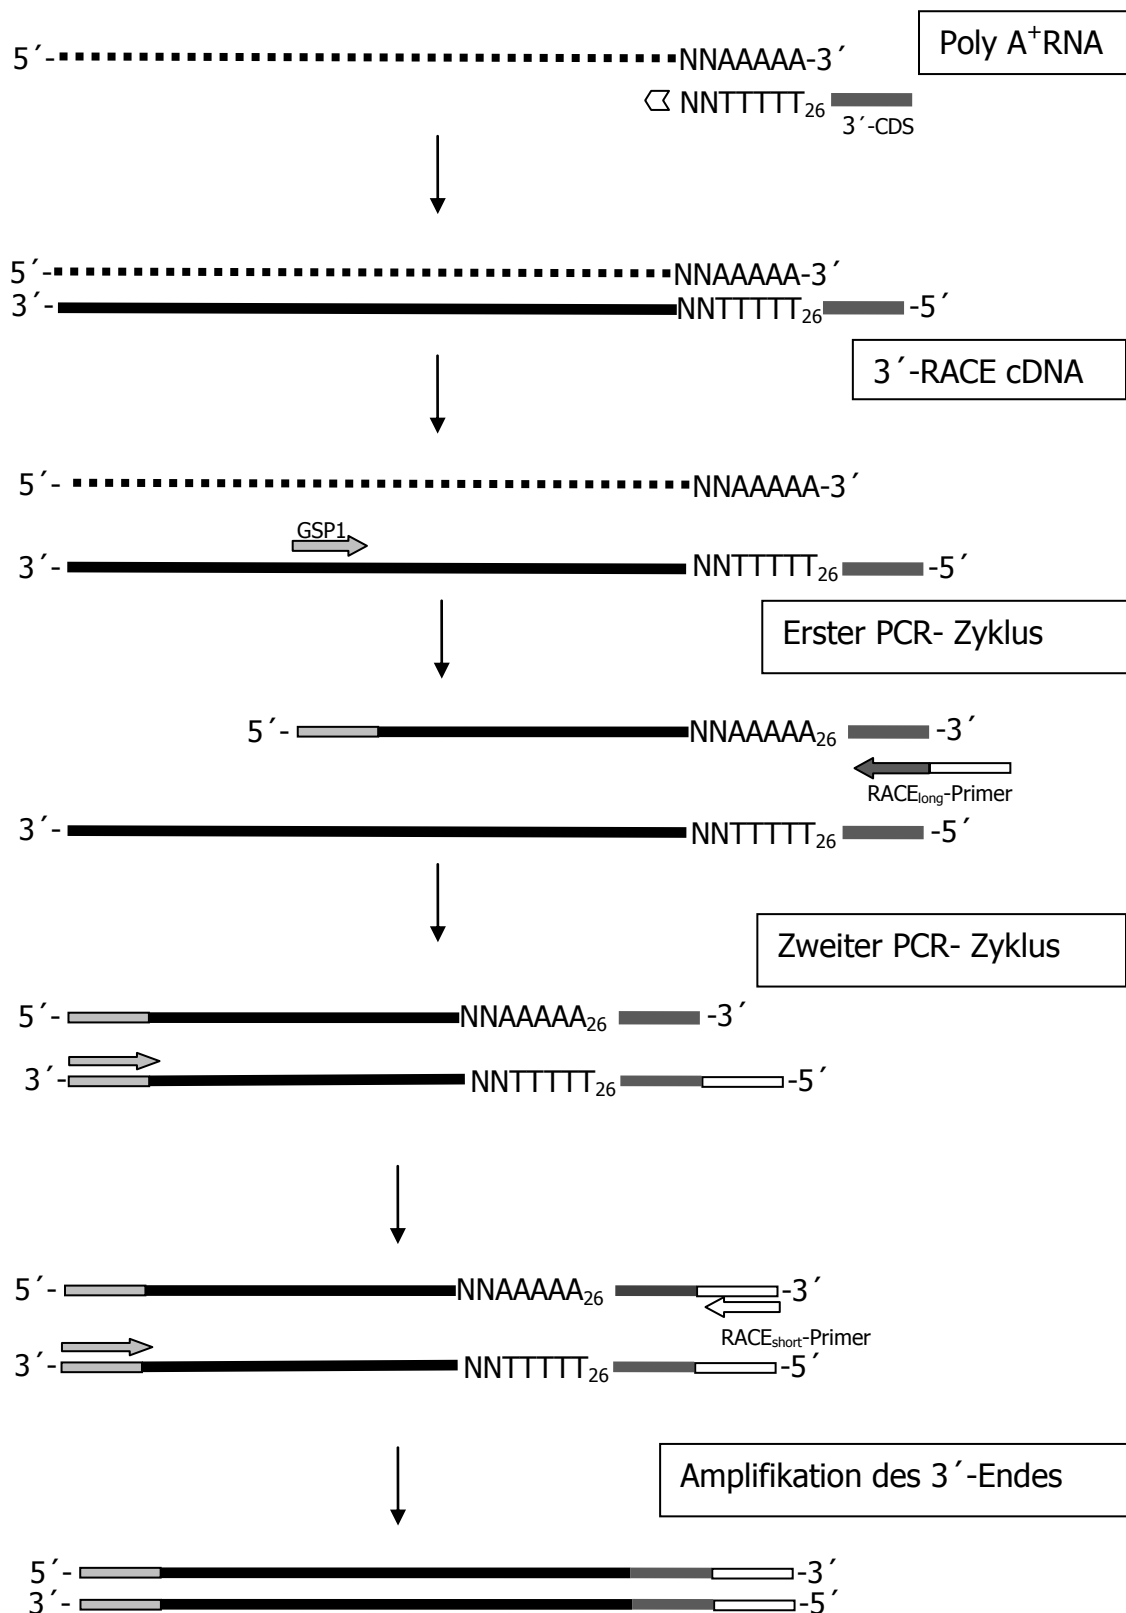 Poly A⁺RNA
5´- NNAAAAA-3´
NNTTTTT₂₆
3´-CDS
5´- NNAAAAA-3´
3´- NNTTTTT₂₆ -5´
3´-RACE cDNA
5´- NNAAAAA-3´
GSP1
3´- NNTTTTT₂₆ -5´
Erster PCR- Zyklus
5´- NNAAAAA₂₆ -3´
RACElong-Primer
3´- NNTTTTT₂₆ -5´
Zweiter PCR- Zyklus
5´- NNAAAAA₂₆ -3´
3´- NNTTTTT₂₆ -5´
5´- NNAAAAA₂₆ -3´
RACEshort-Primer
3´- NNTTTTT₂₆ -5´
Amplifikation des 3´-Endes
5´- -3´
3´- -5´